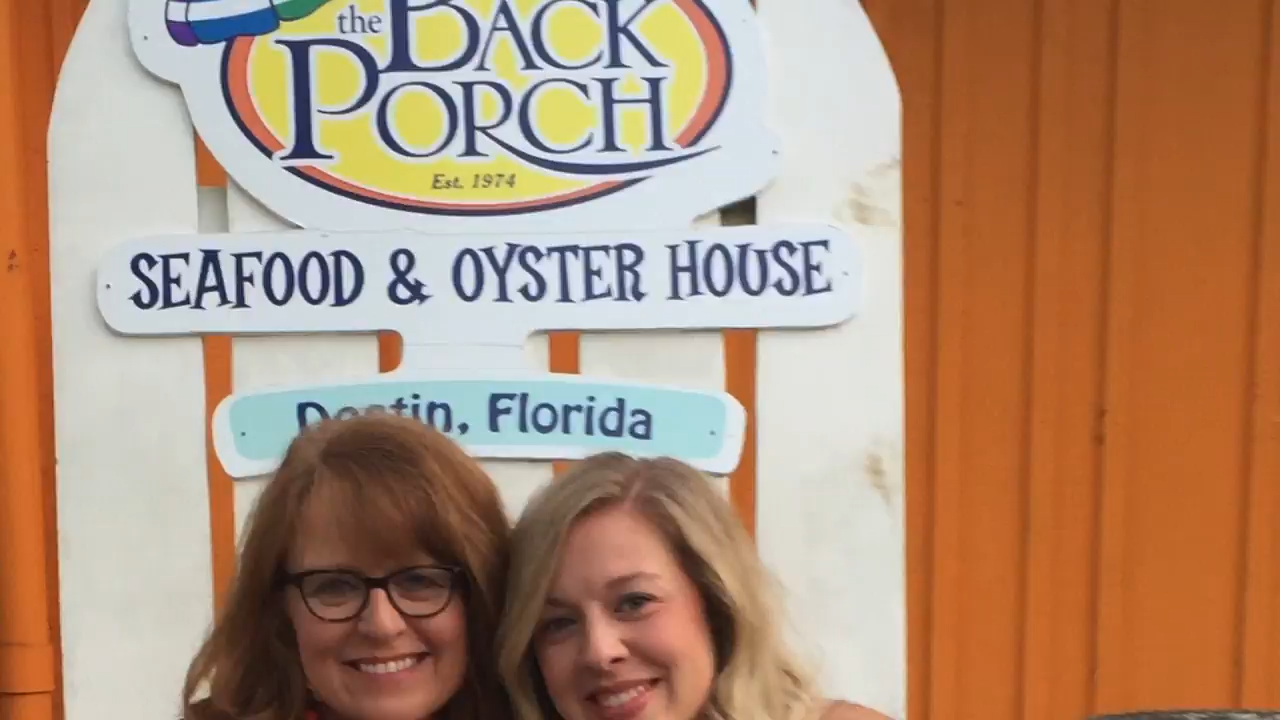 the BACK
PORCH
Est. 1974
SEAFOOD & OYSTER HOUSE
Destin, Florida